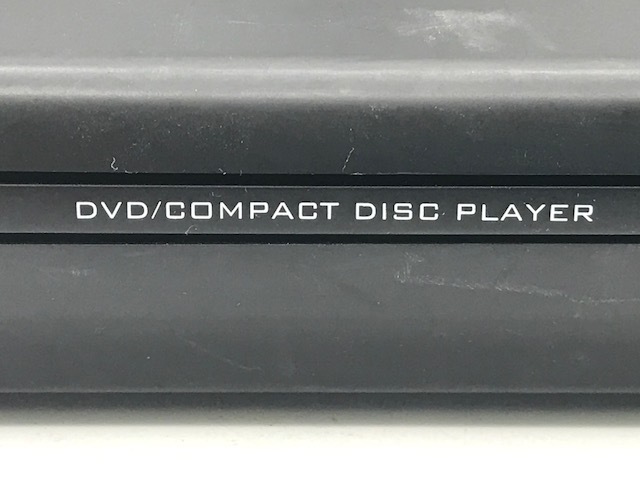 DVD/COMPACT DISC PLAYER